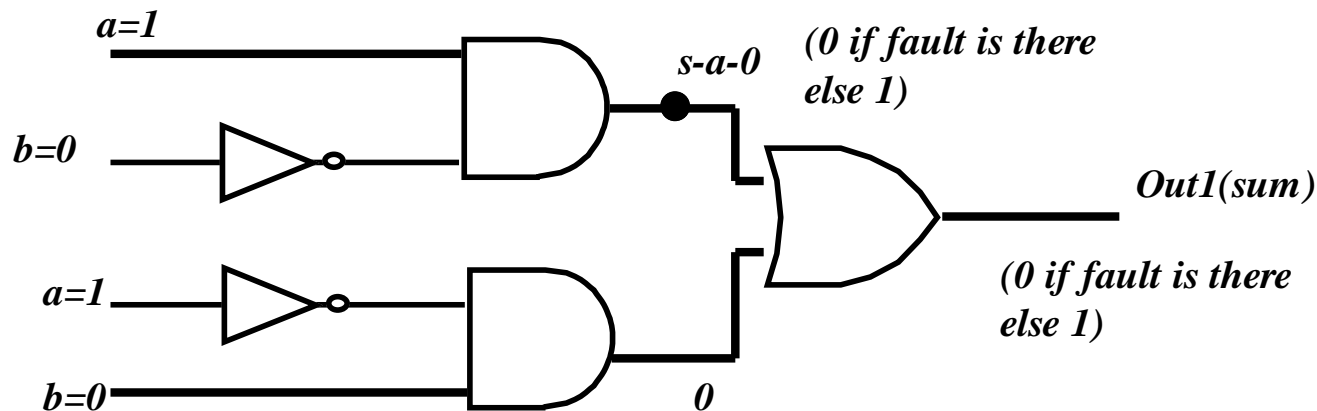 a=1
s-a-0
(0 if fault is there
else 1)
b=0
Out1(sum)
a=1
(0 if fault is there
else 1)
b=0
0